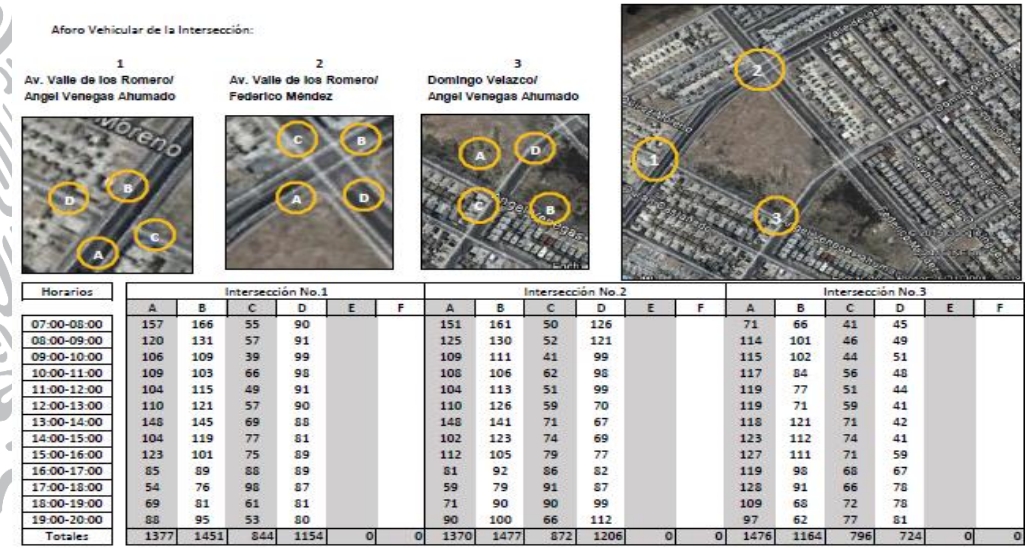 Aforo Vehicular de la Intersección:
1
Av. Valle de los Romero/
Angel Venegas Ahumado
2
Av. Valle de los Romero/
Federico Méndez
3
Domingo Velazco/
Angel Venegas Ahumado
Moreno
D B
A C
C B
A D
A D
C B
Angel Venegas
2
1
3
Horarios Intersección No.1 Intersección No.2 Intersección No.3
A B C D E F A B C D E F A B C D E F
07:00-08:00 157 166 55 90 151 161 50 126 71 66 41 45
08:00-09:00 120 131 57 91 125 130 52 121 114 101 46 49
09:00-10:00 106 109 39 99 109 111 41 99 115 102 44 51
10:00-11:00 109 103 66 98 108 106 62 98 117 84 56 48
11:00-12:00 104 115 49 91 104 113 51 99 119 77 51 44
12:00-13:00 110 121 57 90 110 126 59 70 119 71 59 41
13:00-14:00 148 145 69 88 148 141 71 67 118 121 71 42
14:00-15:00 104 119 77 81 102 123 74 69 123 112 74 41
15:00-16:00 123 101 75 89 112 105 79 77 127 111 71 59
16:00-17:00 85 89 88 89 81 92 86 82 119 98 68 67
17:00-18:00 54 76 98 87 59 79 91 87 128 91 66 78
18:00-19:00 69 81 61 81 71 90 90 99 109 68 72 78
19:00-20:00 88 95 53 80 90 100 66 112 97 62 77 81
Totales 1377 1451 844 1154 0 0 1370 1477 872 1206 0 0 1476 1164 796 724 0 0